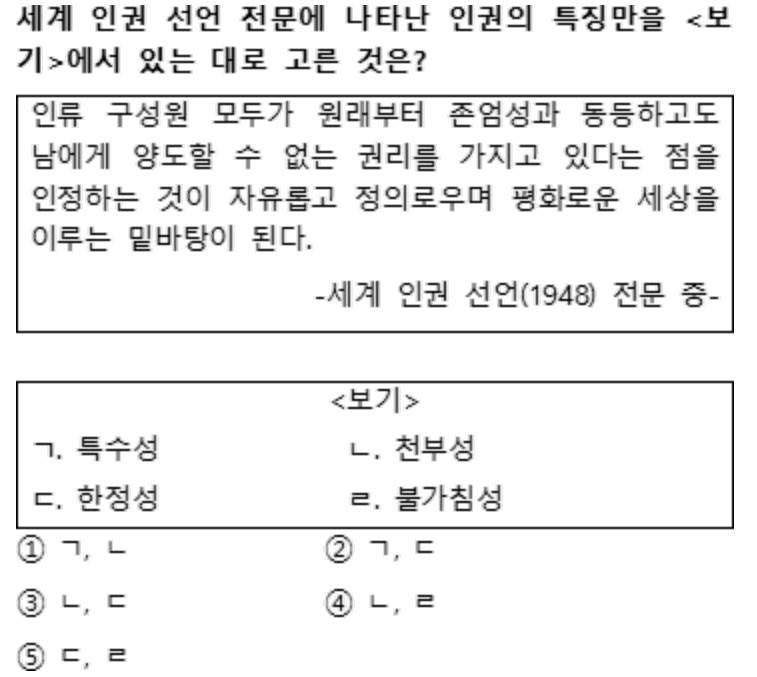 세계 인권 선언 전문에 나타난 인권의 특징만을 <보
기>에서 있는 대로 고른 것은?
인류 구성원 모두가 원래부터 존엄성과 동등하고도
남에게 양도할 수 없는 권리를 가지고 있다는 점을
인정하는 것이 자유롭고 정의로우며 평화로운 세상을
이루는 밑바탕이 된다.
-세계 인권 선언(1948) 전문 중-
<보기>
ㄱ. 특수성 ㄴ. 천부성
ㄷ. 한정성 ㄹ. 불가침성
① ㄱ, ㄴ ② ㄱ, ㄷ
③ ㄴ, ㄷ ④ ㄴ, ㄹ
⑤ ㄷ, ㄹ